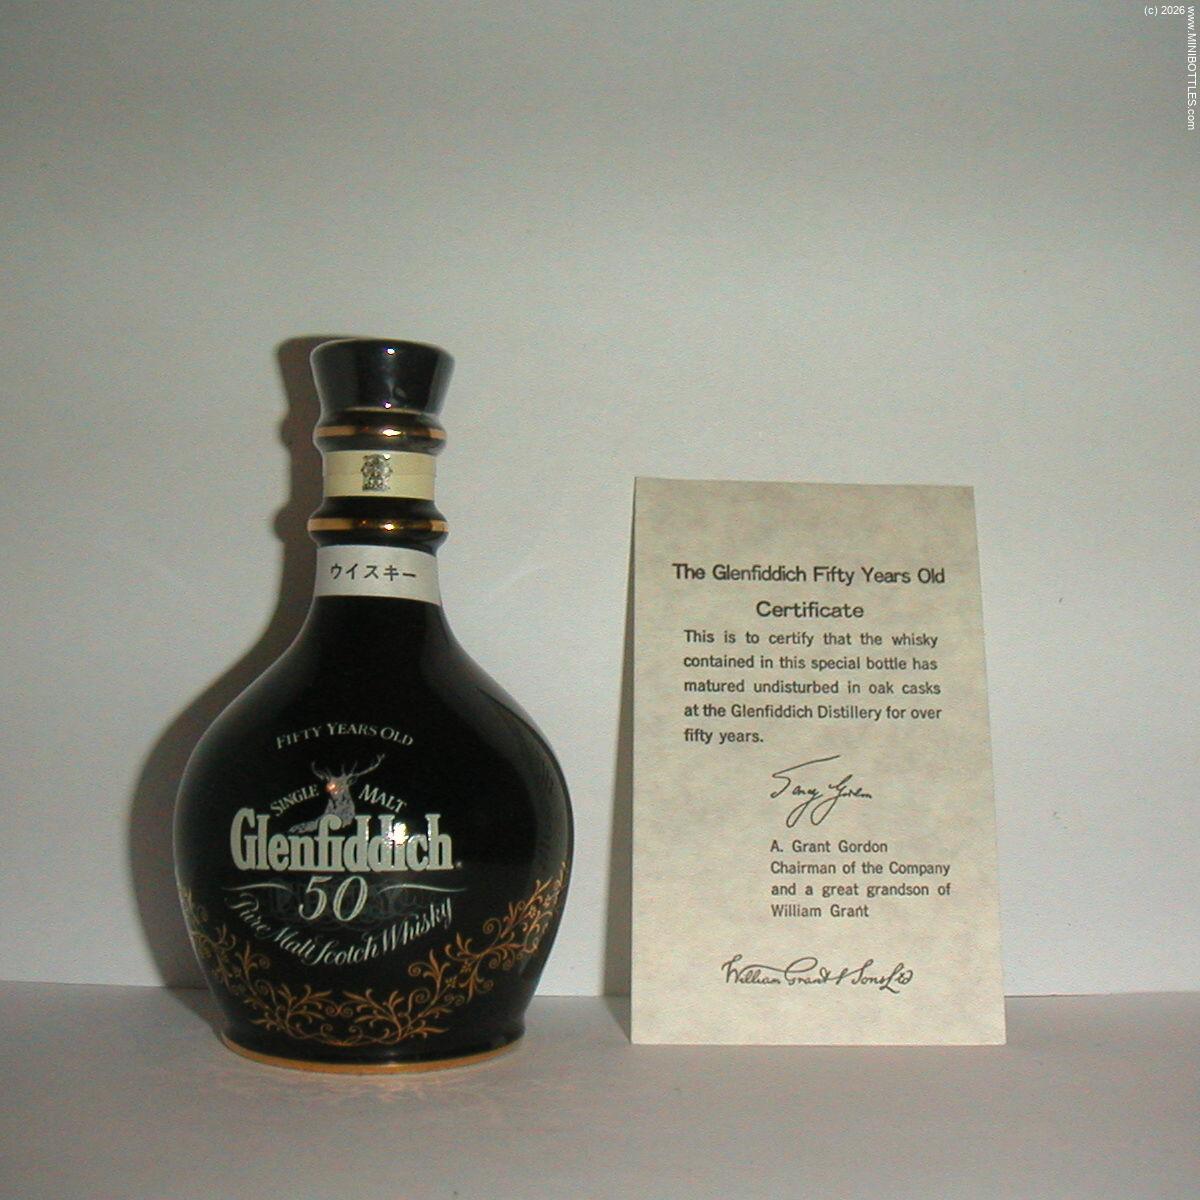 (c) 2026 www.MINIBOTTLES.com
ウイスキー
FIFTY YEARS OLD
SINGLE MALT
Glenfiddich
50
Pure Malt Scotch Whisky
The Glenfiddich Fifty Years Old
Certificate
This is to certify that the whisky
contained in this special bottle has
matured undisturbed in oak casks
at the Glenfiddich Distillery for over
fifty years.
A. Grant Gordon
Chairman of the Company
and a great grandson of
William Grant
William Grant & Sons Ltd